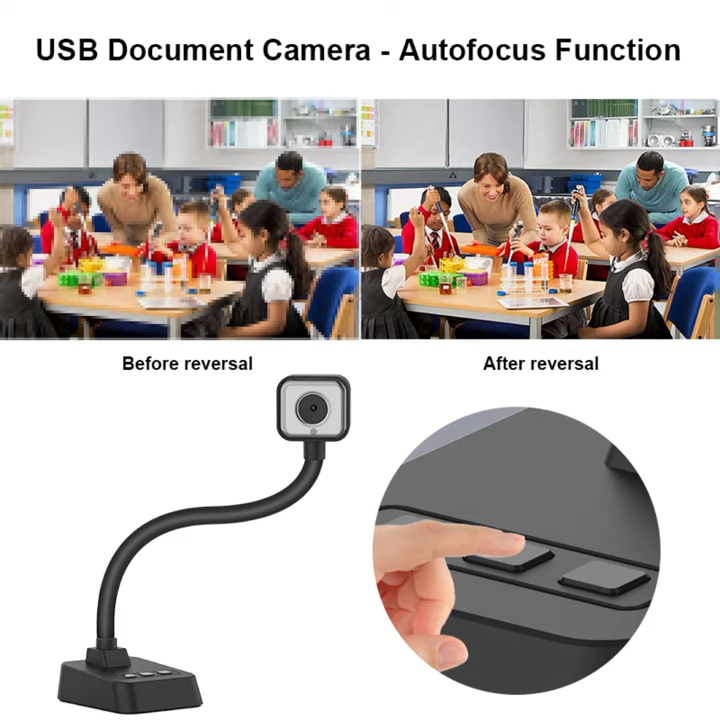 USB Document Camera - Autofocus Function
Before reversal
After reversal